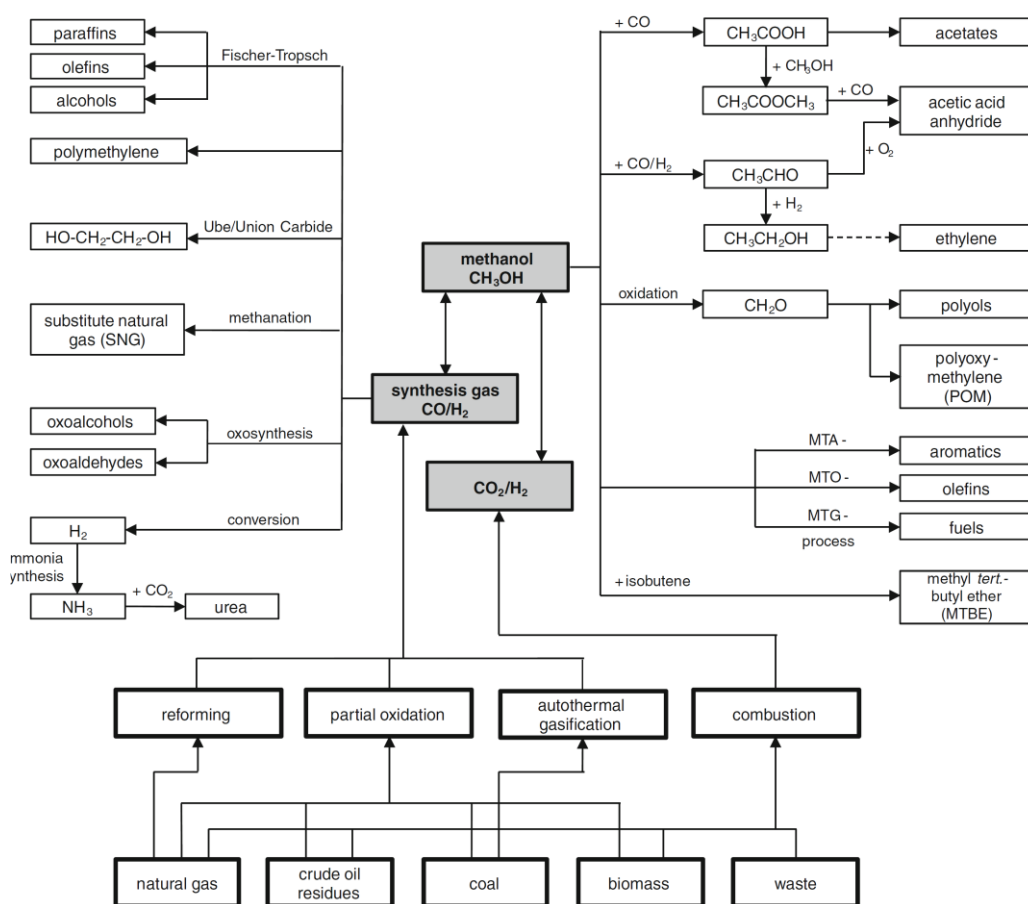 paraffins
olefins
alcohols
Fischer-Tropsch
polymethylene
HO-CH₂-CH₂-OH
Ube/Union Carbide
substitute natural
gas (SNG)
methanation
oxoalcohols
oxoaldehydes
oxosynthesis
H₂
conversion
mmonia
ynthesis
NH₃
+ CO₂
urea
methanol
CH₃OH
synthesis gas
CO/H₂
CO₂/H₂
+ CO
CH₃COOH
acetates
+ CH₃OH
CH₃COOCH₃
+ CO
acetic acid
anhydride
+ CO/H₂
CH₃CHO
+ O₂
+ H₂
CH₃CH₂OH
ethylene
oxidation
CH₂O
polyols
polyoxy-
methylene
(POM)
MTA -
aromatics
MTO -
olefins
MTG -
process
fuels
+ isobutene
methyl tert.-
butyl ether
(MTBE)
reforming
partial oxidation
autothermal
gasification
combustion
natural gas
crude oil
residues
coal
biomass
waste